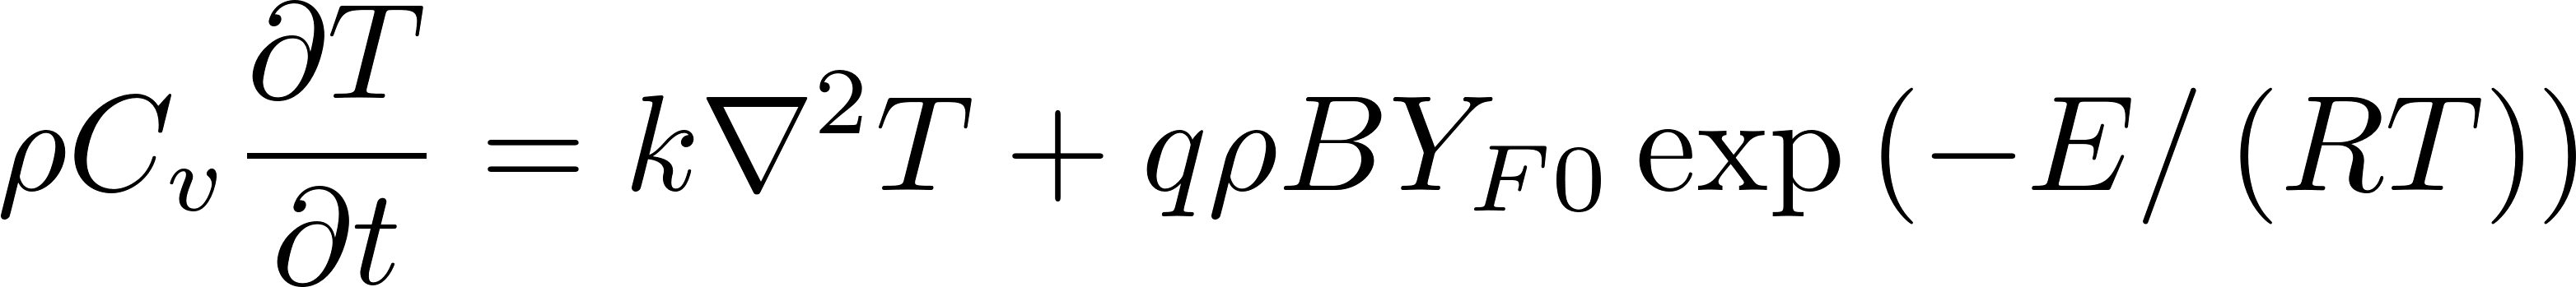 ρC_v ∂T/∂t = k∇²T + qρBY_{F0} exp (−E/ (RT))